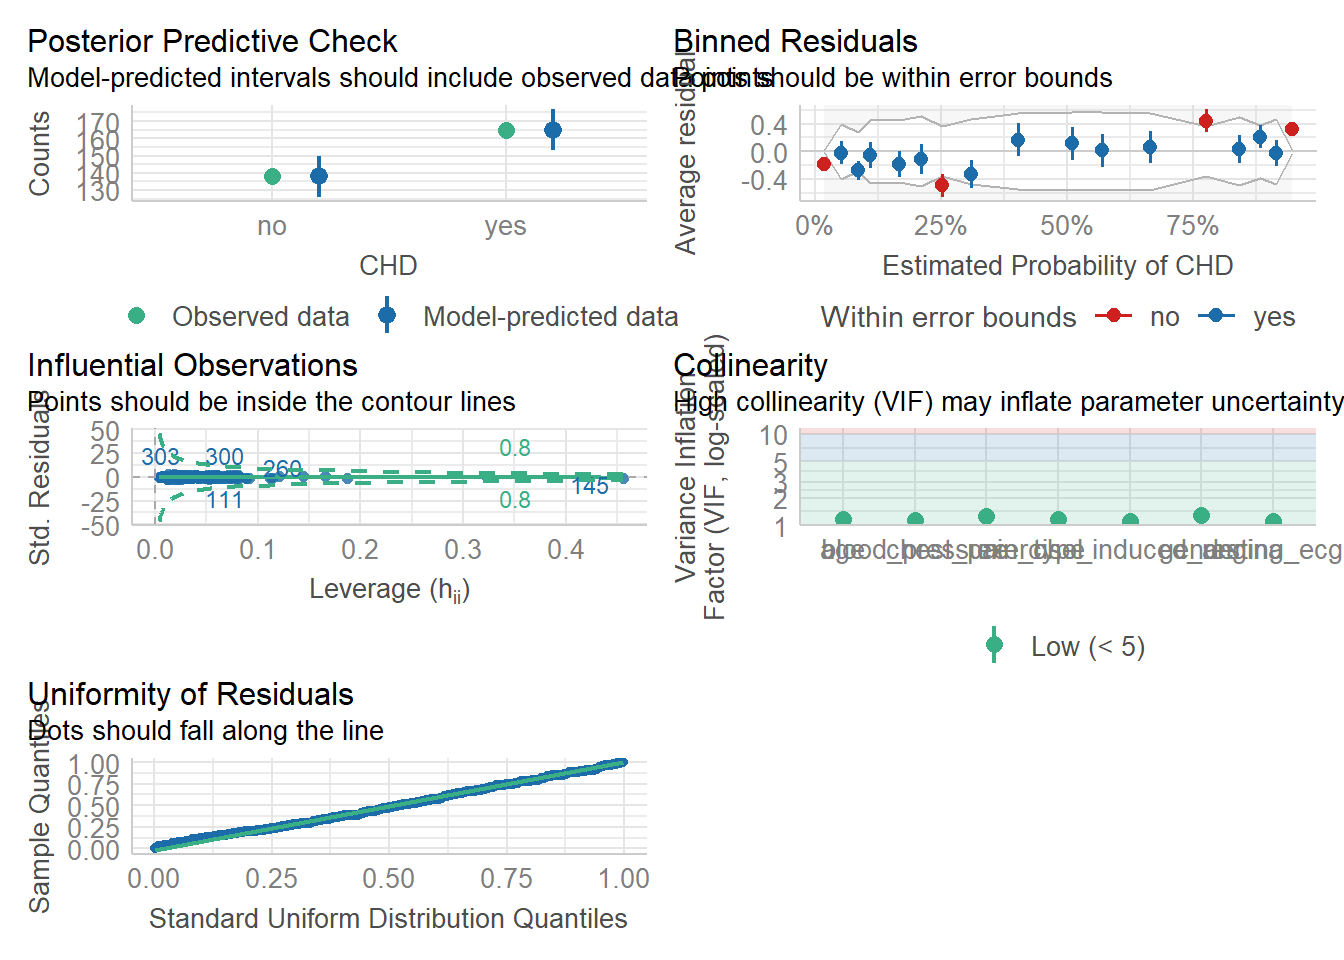 Posterior Predictive Check
Model-predicted intervals should include observed data points
Counts
170
160
150
140
130
no
yes
CHD
Observed data
Model-predicted data
Binned Residuals
Points should be within error bounds
Average residual
0.4
0.0
-0.4
0%
25%
50%
75%
Estimated Probability of CHD
Within error bounds
no
yes
Influential Observations
Points should be inside the contour lines
Std. Residuals
50
25
0
-25
-50
303
300
260
111
145
0.8
0.8
0.0
0.1
0.2
0.3
0.4
Leverage (hii)
Collinearity
High collinearity (VIF) may inflate parameter uncertainty
Variance Inflation
Factor (VIF, log-scaled)
10
5
3
2
1
induced
resting_ecg
Low (< 5)
Uniformity of Residuals
Dots should fall along the line
Sample Quantiles
1.00
0.75
0.50
0.25
0.00
0.00
0.25
0.50
0.75
1.00
Standard Uniform Distribution Quantiles